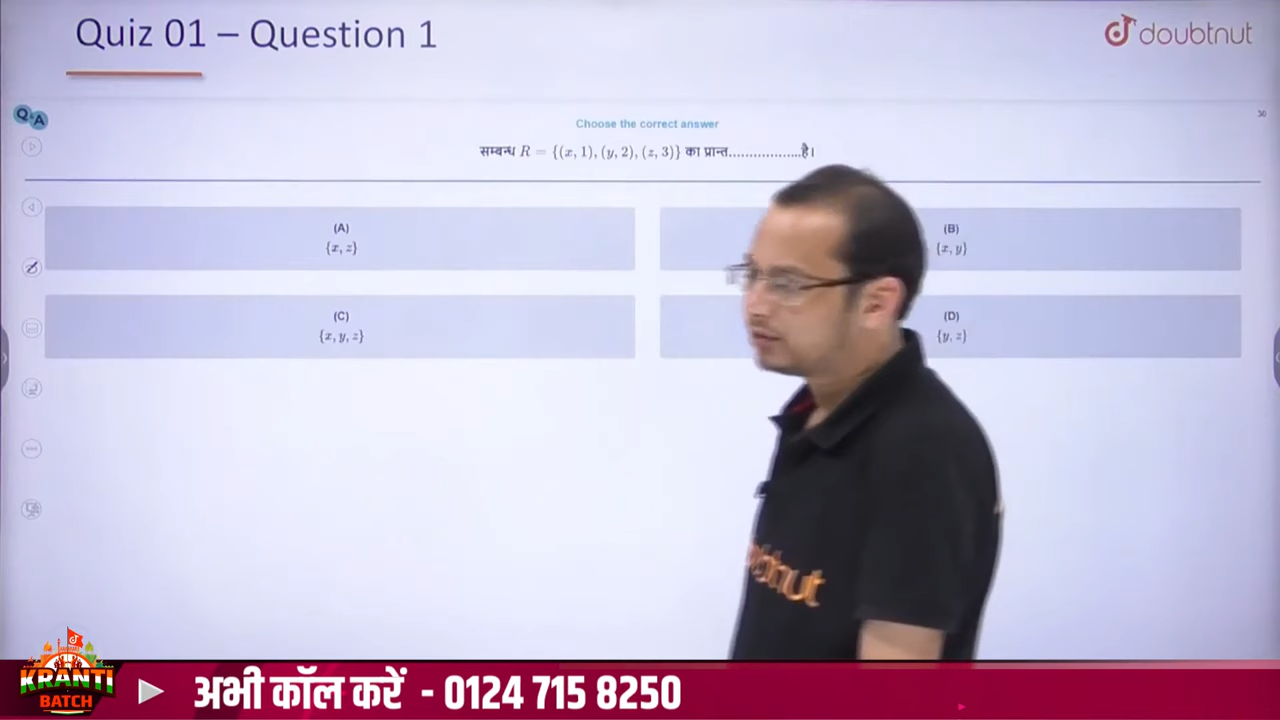 Quiz 01 – Question 1
doubtnut
Q&A
36
Choose the correct answer
सम्बन्ध R = {(x, 1), (y, 2), (z, 3)} का प्रान्त..................है।
(A)
{x, z}
(B)
{x, y}
(C)
{x, y, z}
(D)
{y, z}
KRANTI
BATCH
अभी कॉल करें - 0124 715 8250